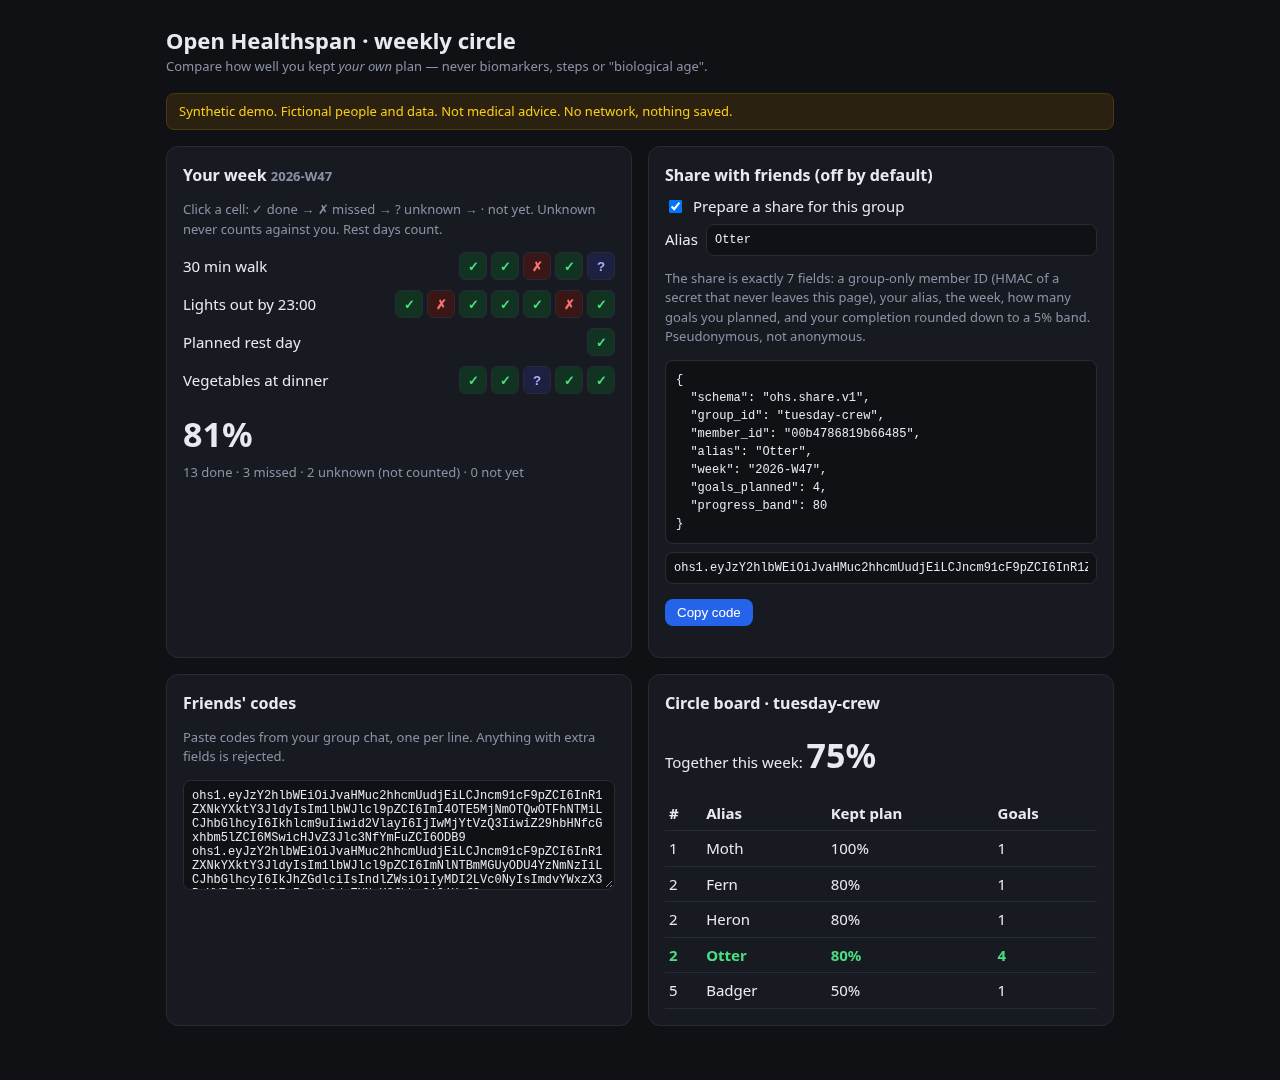 Open Healthspan · weekly circle
Compare how well you kept your own plan — never biomarkers, steps or "biological age".
Synthetic demo. Fictional people and data. Not medical advice. No network, nothing saved.
Your week 2026-W47
Click a cell: ✓ done → ✗ missed → ? unknown → · not yet. Unknown
never counts against you. Rest days count.
30 min walk ✓ ✓ ✗ ✓ ?
Lights out by 23:00 ✓ ✗ ✓ ✓ ✓ ✗ ✓
Planned rest day ✓
Vegetables at dinner ✓ ✓ ? ✓ ✓
81%
13 done · 3 missed · 2 unknown (not counted) · 0 not yet
Share with friends (off by default)
Prepare a share for this group
Alias Otter
The share is exactly 7 fields: a group-only member ID (HMAC of a
secret that never leaves this page), your alias, the week, how many
goals you planned, and your completion rounded down to a 5% band.
Pseudonymous, not anonymous.
{
"schema": "ohs.share.v1",
"group_id": "tuesday-crew",
"member_id": "00b4786819b66485",
"alias": "Otter",
"week": "2026-W47",
"goals_planned": 4,
"progress_band": 80
}
ohs1.eyJzY2hlbWEiOiJvaHMuc2hhcmUudjEiLCJncm91cF9pZCI6InR1Z
Copy code
Friends' codes
Paste codes from your group chat, one per line. Anything with extra
fields is rejected.
ohs1.eyJzY2hlbWEiOiJvaHMuc2hhcmUudjEiLCJncm91cF9pZCI6InR1
ZXNkYXktY3JldyIsIm1lbWJlcl9pZCI6ImI4OTE5MjNmOTQwOTFhNTMiL
CJhbGlhcyI6Ikhlcm9uIiwid2VlayI6IjIwMjYtVzQ3IiwiZ29hbHNfcG
xhbm5lZCI6MSwicHJvZ3Jlc3NfYmFuZCI6ODB9
ohs1.eyJzY2hlbWEiOiJvaHMuc2hhcmUudjEiLCJncm91cF9pZCI6InR1
ZXNkYXktY3JldyIsIm1lbWJlcl9pZCI6ImNlNTBmMGUyODU4YzNmNzIiL
CJhbGlhcyI6IkJhZGdlciIsIndlZWsiOiIyMDI2LVc0NyIsImdvYWxzX3
Circle board · tuesday-crew
Together this week: 75%
# Alias Kept plan Goals
1 Moth 100% 1
2 Fern 80% 1
2 Heron 80% 1
2 Otter 80% 4
5 Badger 50% 1